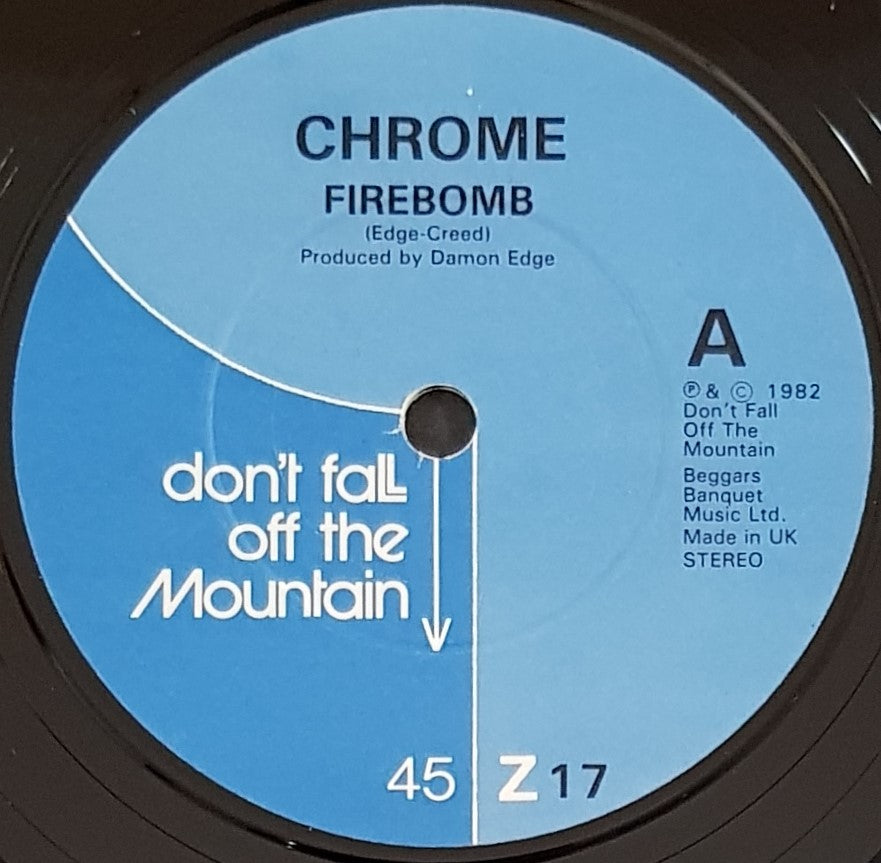 CHROME
FIREBOMB
(Edge-Creed)
Produced by Damon Edge
A
℗ & © 1982
Don't Fall
Off The
Mountain
Beggars
Banquet
Music Ltd.
Made in UK
STEREO
don't fall
off the
Mountain
45 Z 17